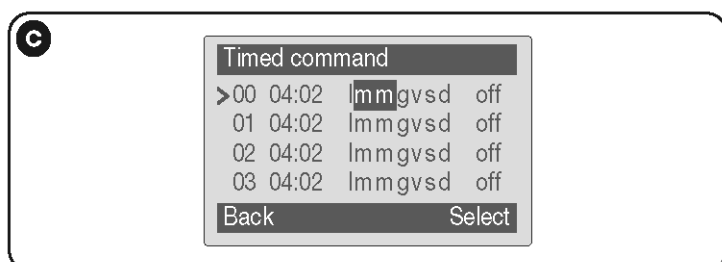 C
Timed command
>00 04:02 lmmgvsd off
01 04:02 lmmgvsd off
02 04:02 lmmgvsd off
03 04:02 lmmgvsd off
Back Select